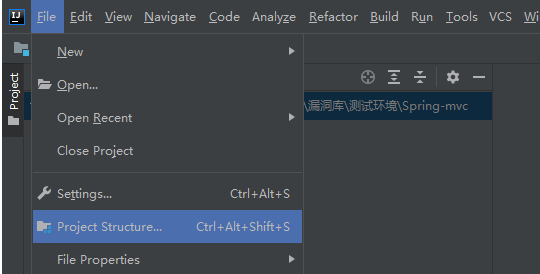 IJ File Edit View Navigate Code Analyze Refactor Build Run Tools VCS Wi
New
Open...
Project
\漏洞库\测试环境\Spring-mvc
Open Recent
Close Project
Settings... Ctrl+Alt+S
Project Structure... Ctrl+Alt+Shift+S
File Properties